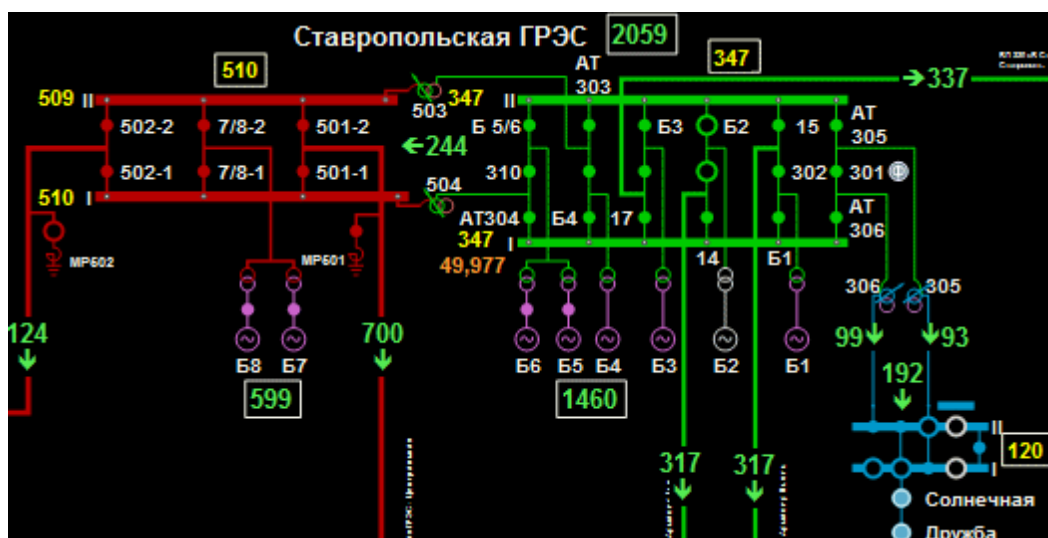 Ставропольская ГРЭС 2059
510
АТ
303
347
337
509 II
503
347
II
502-2
7/8-2
501-2
Б 5/6
Б3
Б2
15
АТ
305
244
502-1
7/8-1
501-1
310
302
301
510 I
504
АТ304
Б4
17
АТ
306
347
I
49,977
14
Б1
МР502
МР501
306
305
124
700
99
93
Б8
Б7
Б6
Б5
Б4
Б3
Б2
Б1
192
599
1460
II
120
I
317
317
Солнечная
Дружба